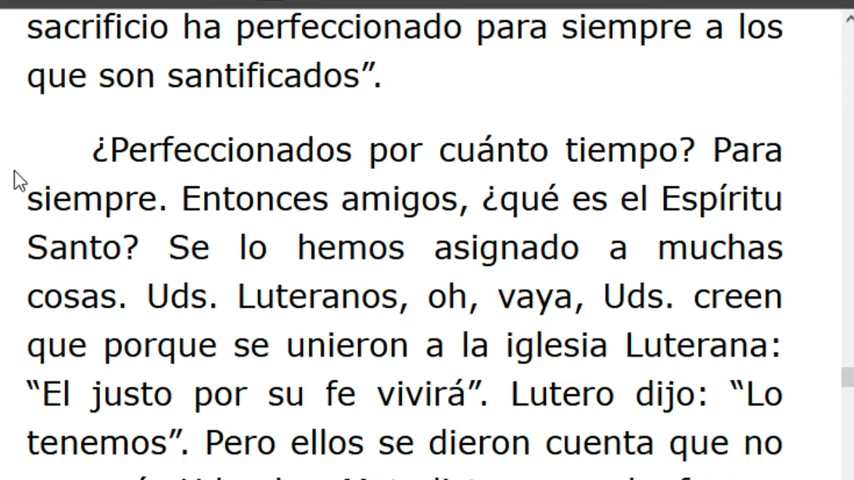 sacrificio ha perfeccionado para siempre a los
que son santificados”.
¿Perfeccionados por cuánto tiempo? Para
siempre. Entonces amigos, ¿qué es el Espíritu
Santo? Se lo hemos asignado a muchas
cosas. Uds. Luteranos, oh, vaya, Uds. creen
que porque se unieron a la iglesia Luterana:
“El justo por su fe vivirá”. Lutero dijo: “Lo
tenemos”. Pero ellos se dieron cuenta que no